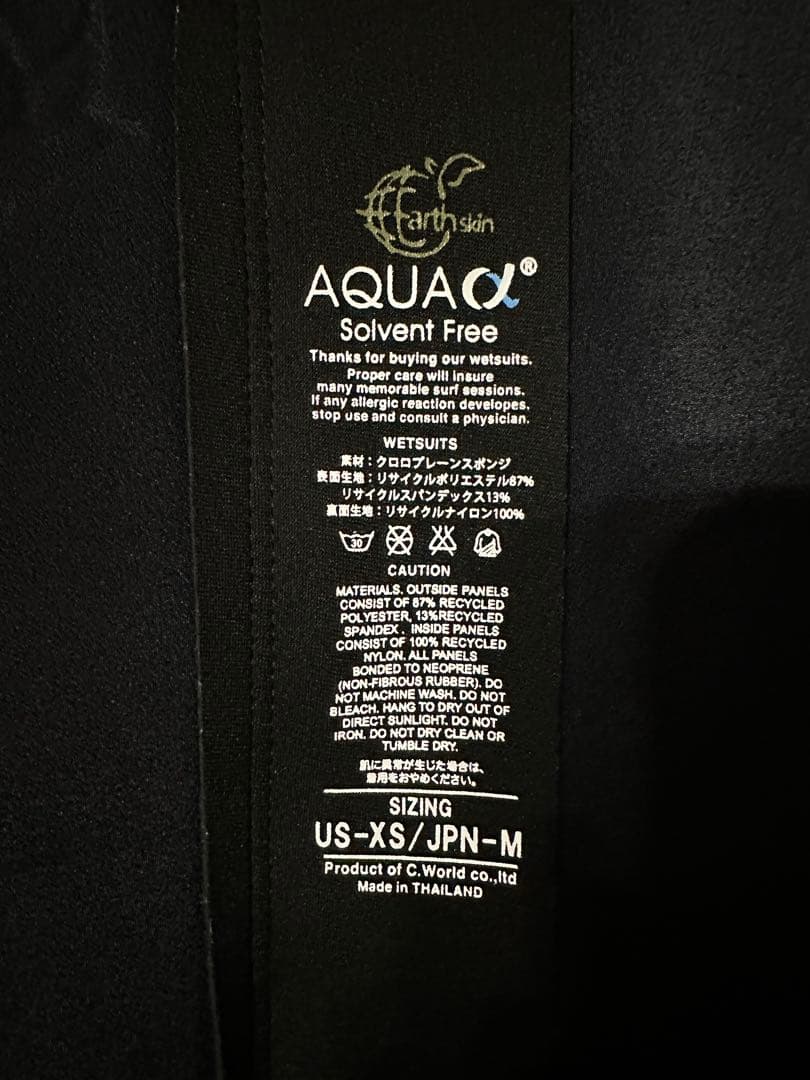 Earth skin
AQUAα®
Solvent Free
Thanks for buying our wetsuits.
Proper care will insure
many memorable surf sessions.
If any allergic reaction developes,
stop use and consult a physician.
WETSUITS
素材：クロロプレーンスポンジ
表面生地：リサイクルポリエステル87%
リサイクルスパンデックス13%
裏面生地：リサイクルナイロン100%
30
CAUTION
MATERIALS. OUTSIDE PANELS
CONSIST OF 87% RECYCLED
POLYESTER, 13%RECYCLED
SPANDEX. INSIDE PANELS
CONSIST OF 100% RECYCLED
NYLON. ALL PANELS
BONDED TO NEOPRENE
(NON-FIBROUS RUBBER). DO
NOT MACHINE WASH. DO NOT
BLEACH. HANG TO DRY OUT OF
DIRECT SUNLIGHT. DO NOT
IRON. DO NOT DRY CLEAN OR
TUMBLE DRY.
肌に異常が生じた場合は、
着用をおやめください。
SIZING
US-XS/JPN-M
Product of C.World co.,ltd
Made in THAILAND